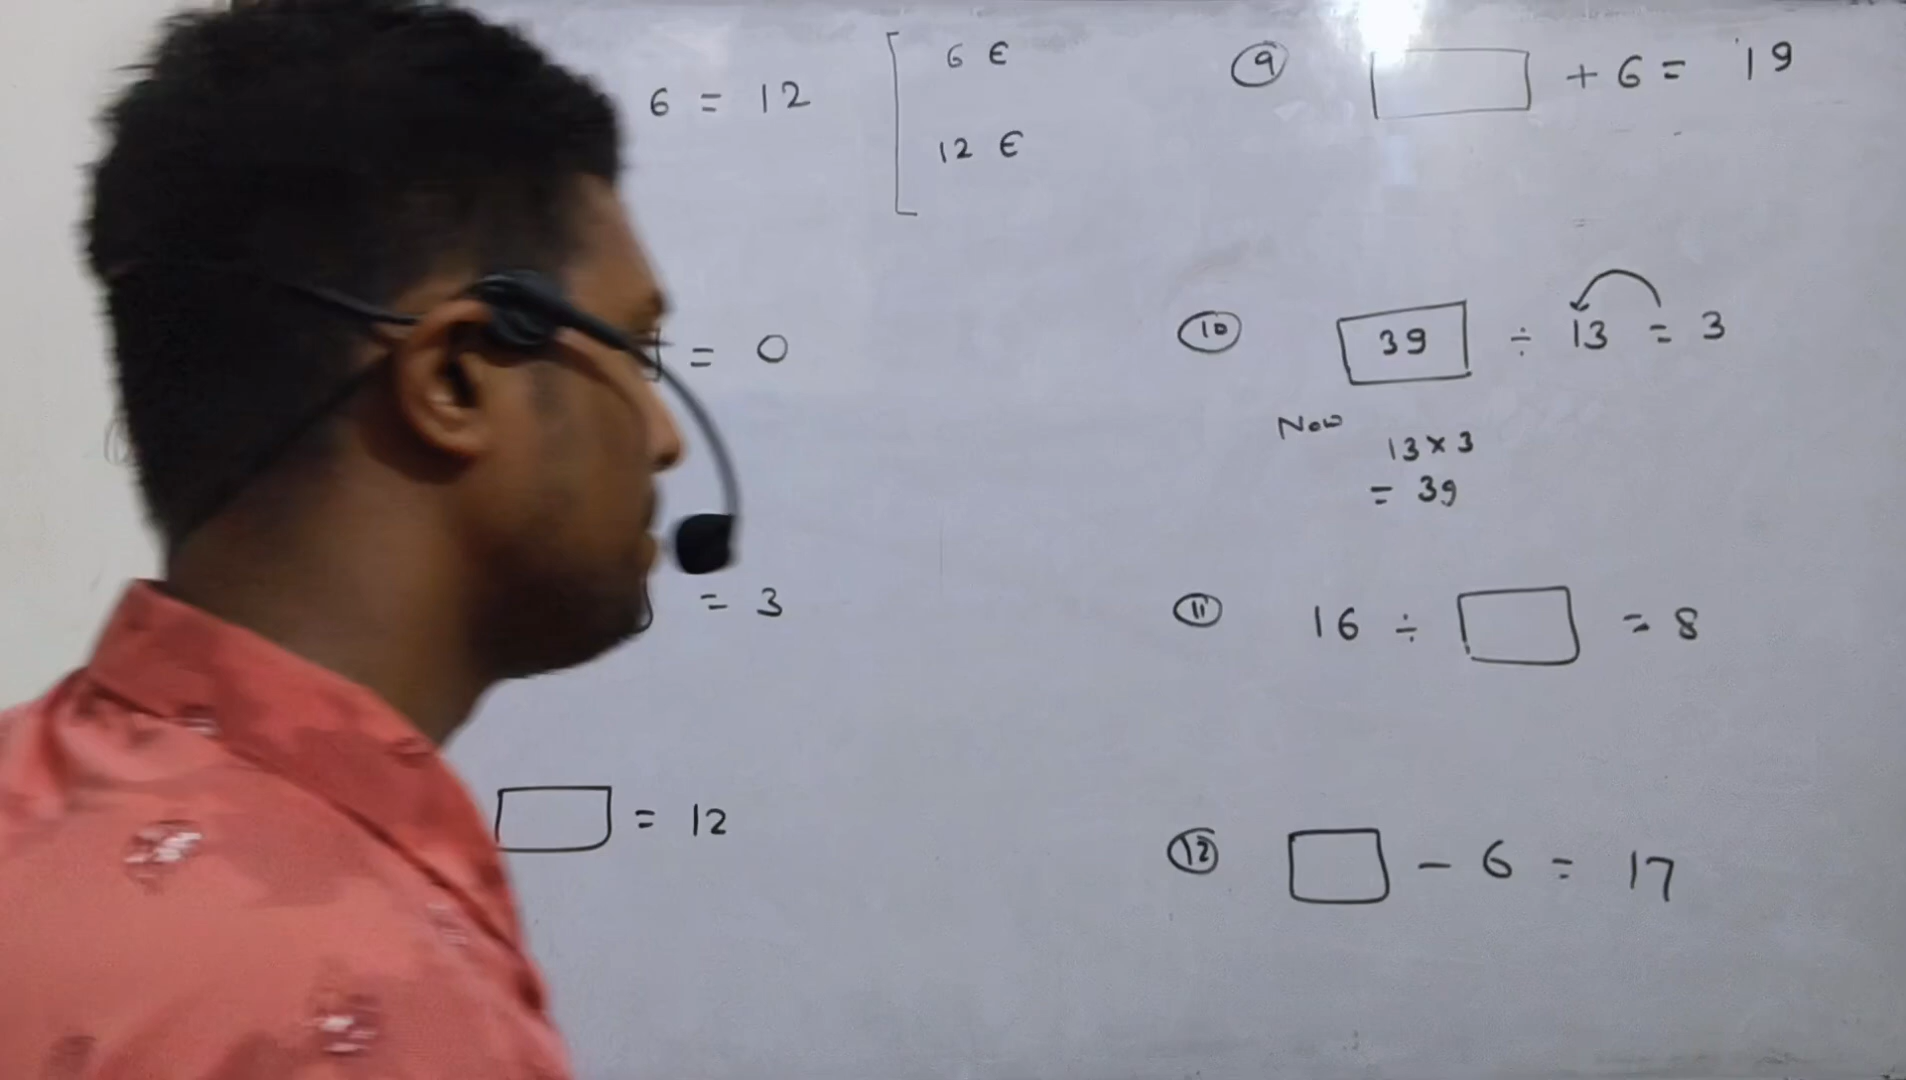 6 = 12
6 €
12 €
= 0
= 3
= 12
9 + 6 = 19
10 39 ÷ 13 = 3
Now
13 × 3
= 39
11 16 ÷ = 8
12 - 6 = 17